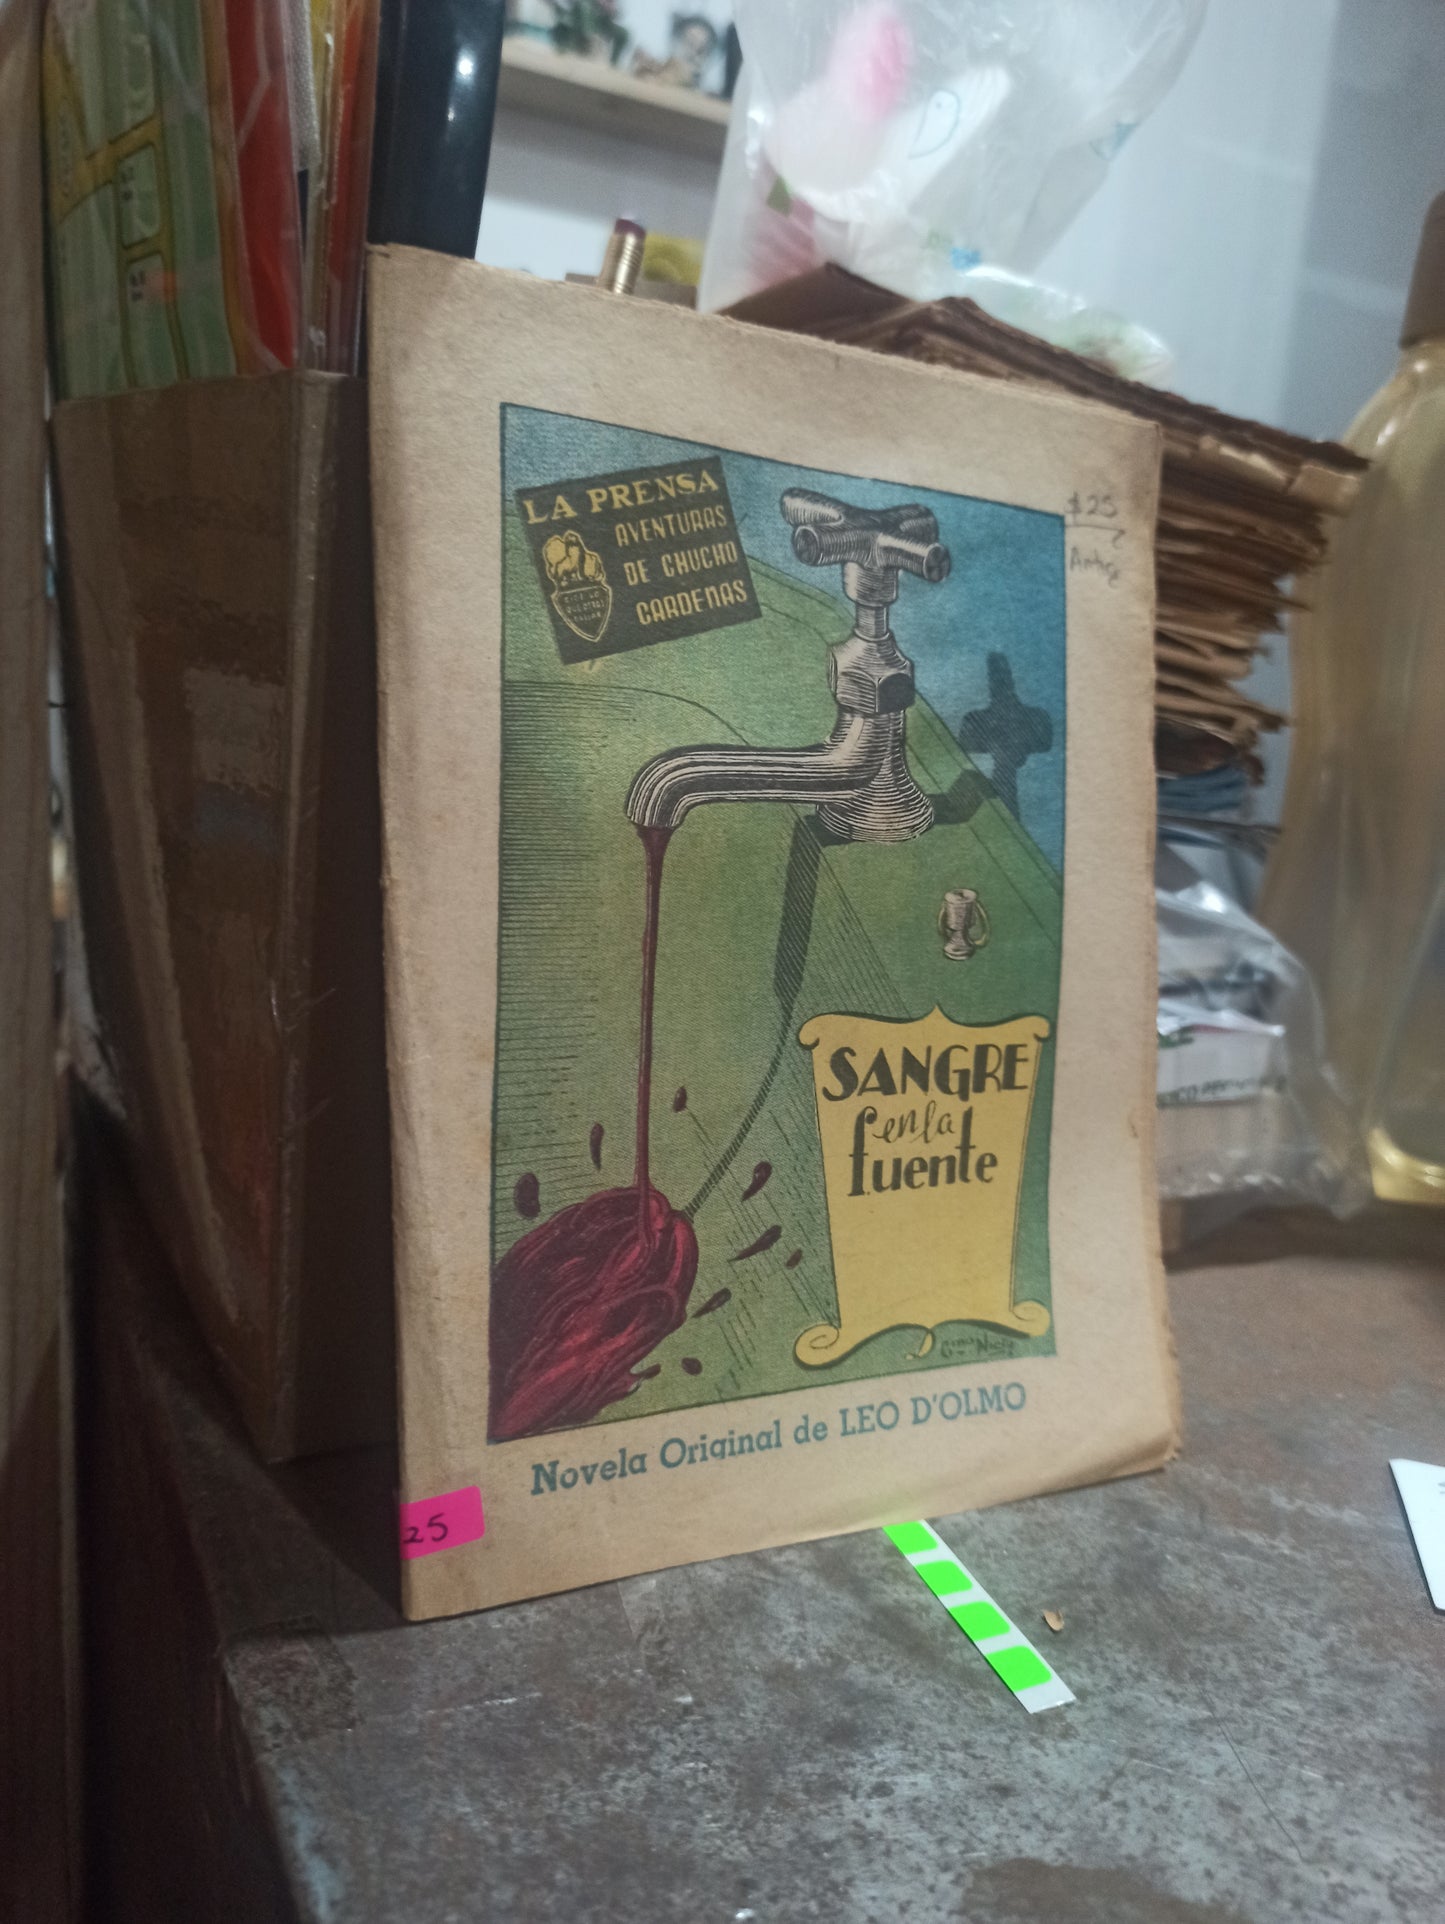 LA PRENSA
AVENTURAS
DE CHUCHO
CARDENAS
$25
SANGRE
en la
fuente
Novela Original de LEO D'OLMO
25